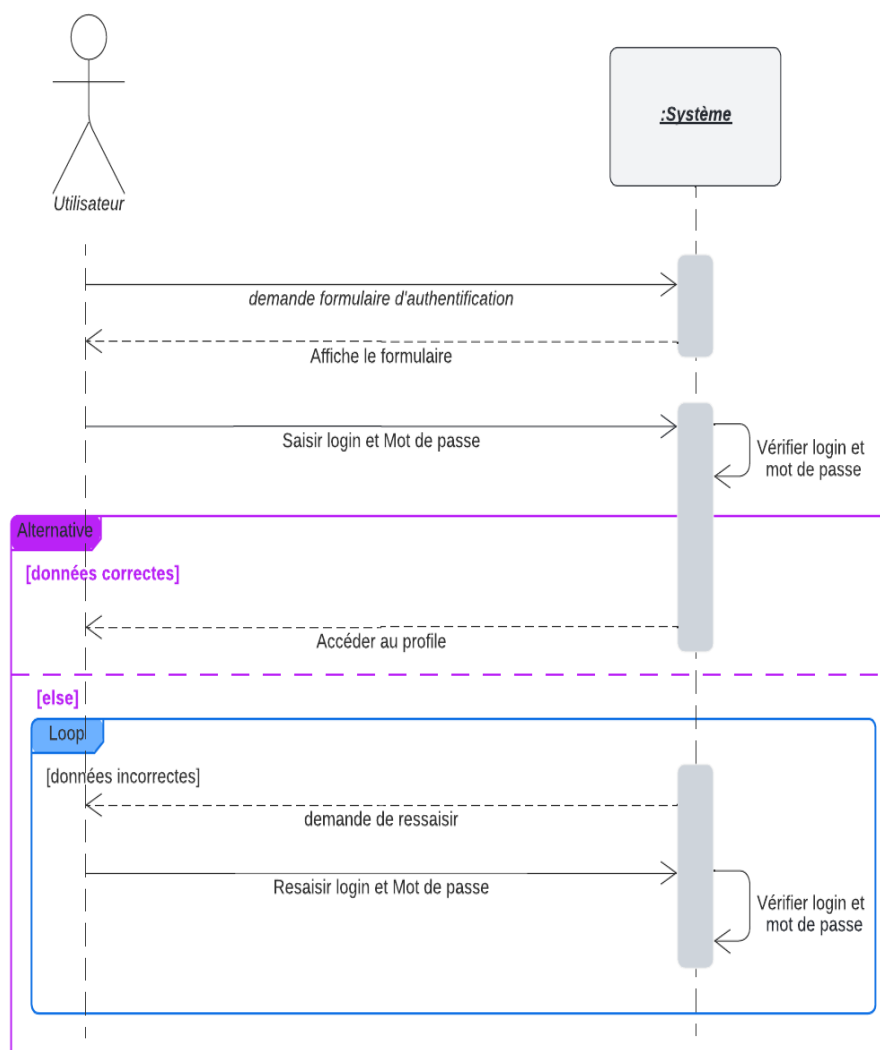 :Système
Utilisateur
demande formulaire d'authentification
Affiche le formulaire
Saisir login et Mot de passe
Vérifier login et
mot de passe
Alternative
[données correctes]
Accéder au profile
[else]
Loop
[données incorrectes]
demande de ressaisir
Resaisir login et Mot de passe
Vérifier login et
mot de passe